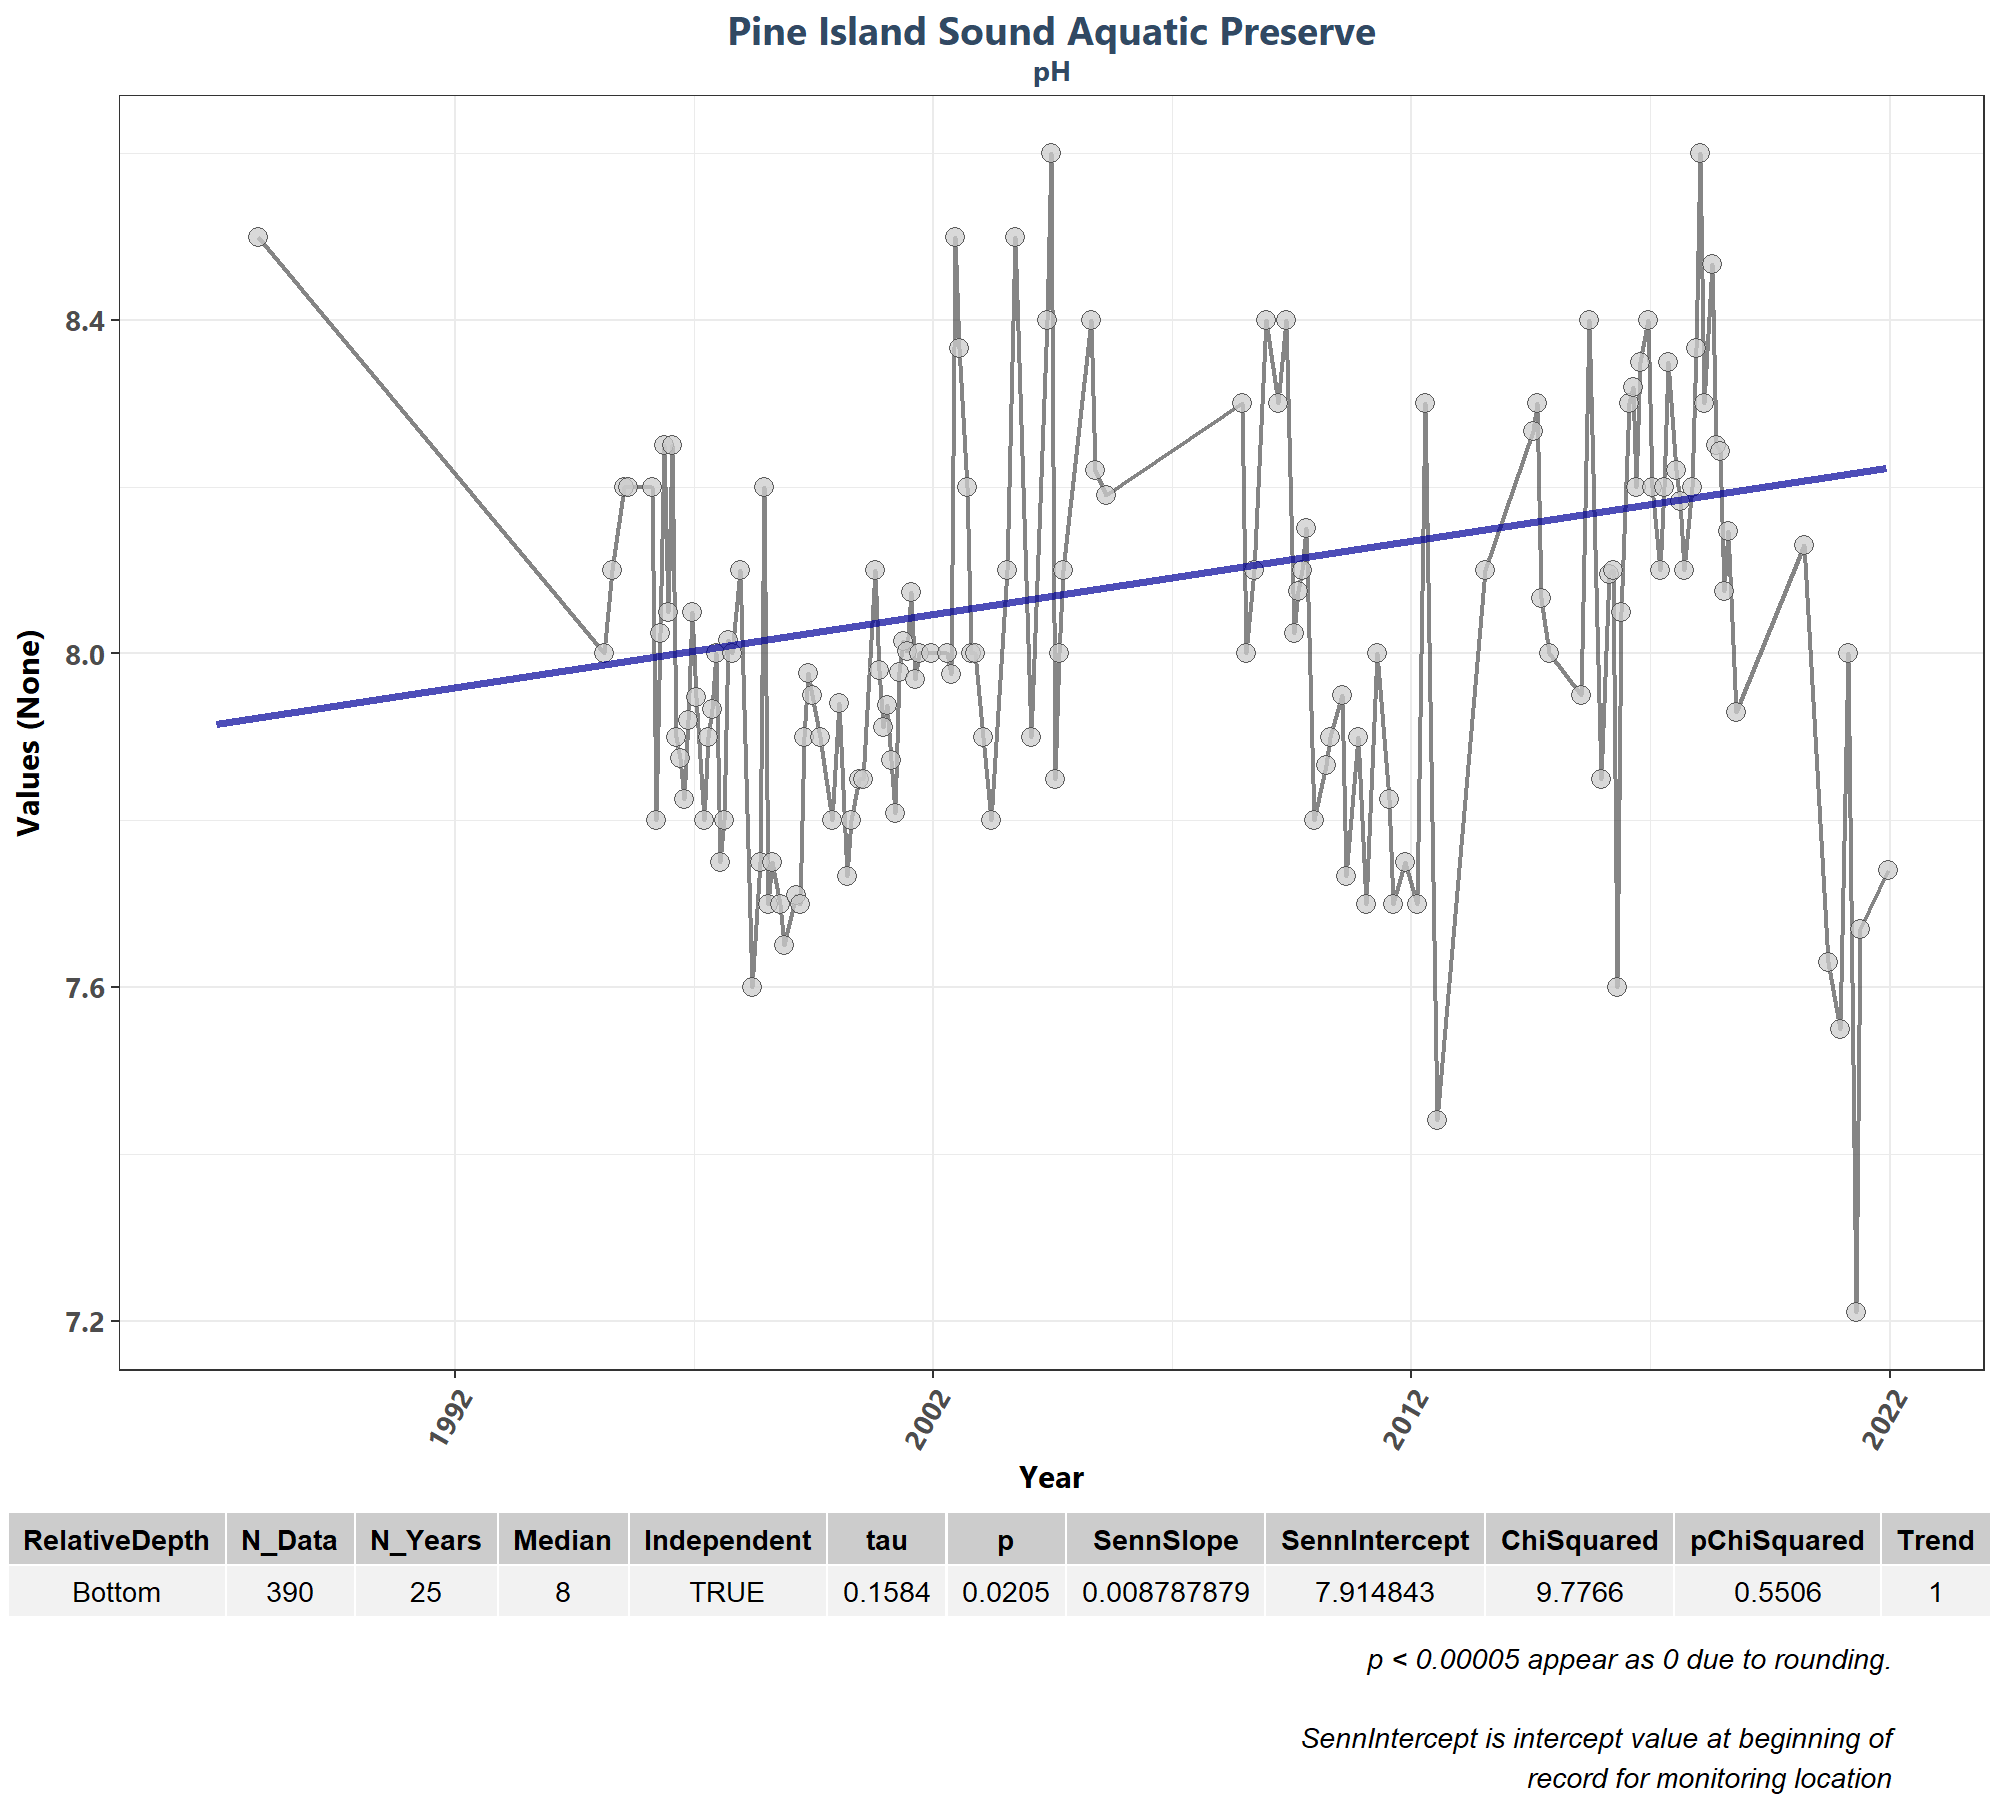 Pine Island Sound Aquatic Preserve
pH
Values (None)
8.4
8.0
7.6
7.2
1992
2002
2012
2022
Year
RelativeDepth N_Data N_Years Median Independent tau p SennSlope SennIntercept ChiSquared pChiSquared Trend
Bottom 390 25 8 TRUE 0.1584 0.0205 0.008787879 7.914843 9.7766 0.5506 1
p < 0.00005 appear as 0 due to rounding.
SennIntercept is intercept value at beginning of
record for monitoring location